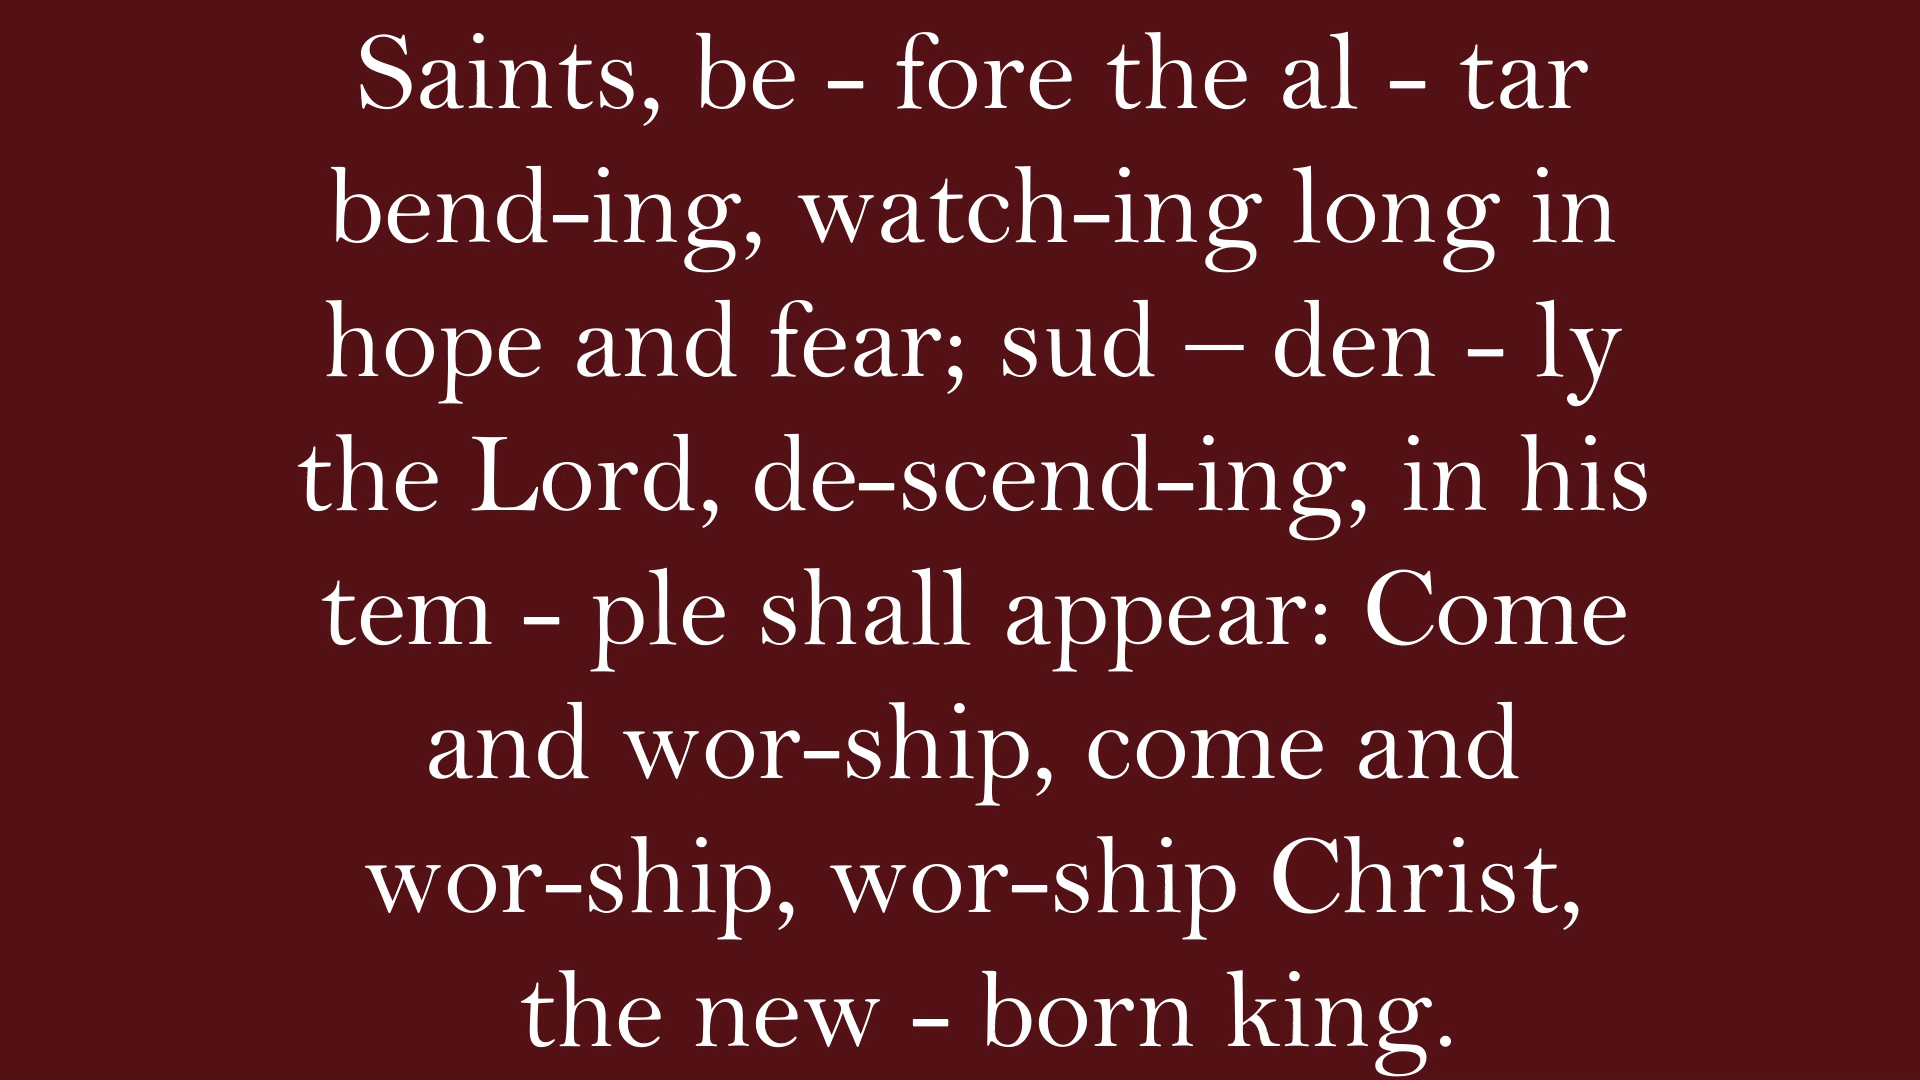 Saints, be - fore the al - tar
bend-ing, watch-ing long in
hope and fear; sud – den - ly
the Lord, de-scend-ing, in his
tem - ple shall appear: Come
and wor-ship, come and
wor-ship, wor-ship Christ,
the new - born king.